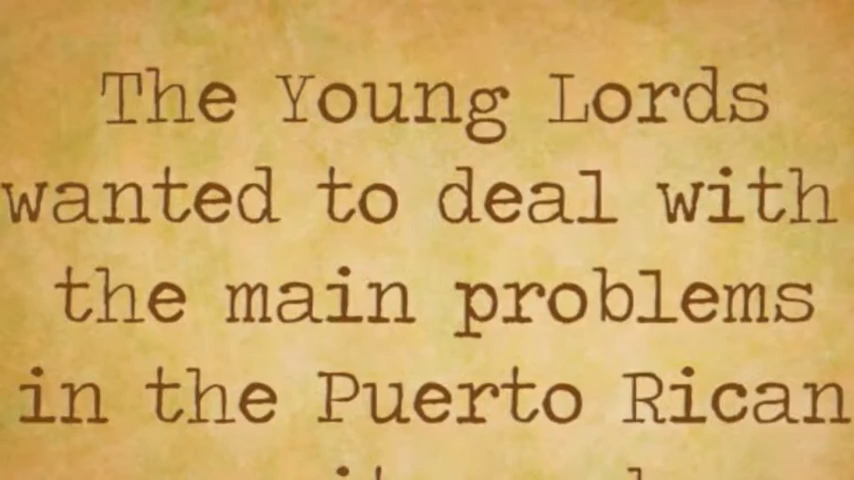 The Young Lords
wanted to deal with
the main problems
in the Puerto Rican